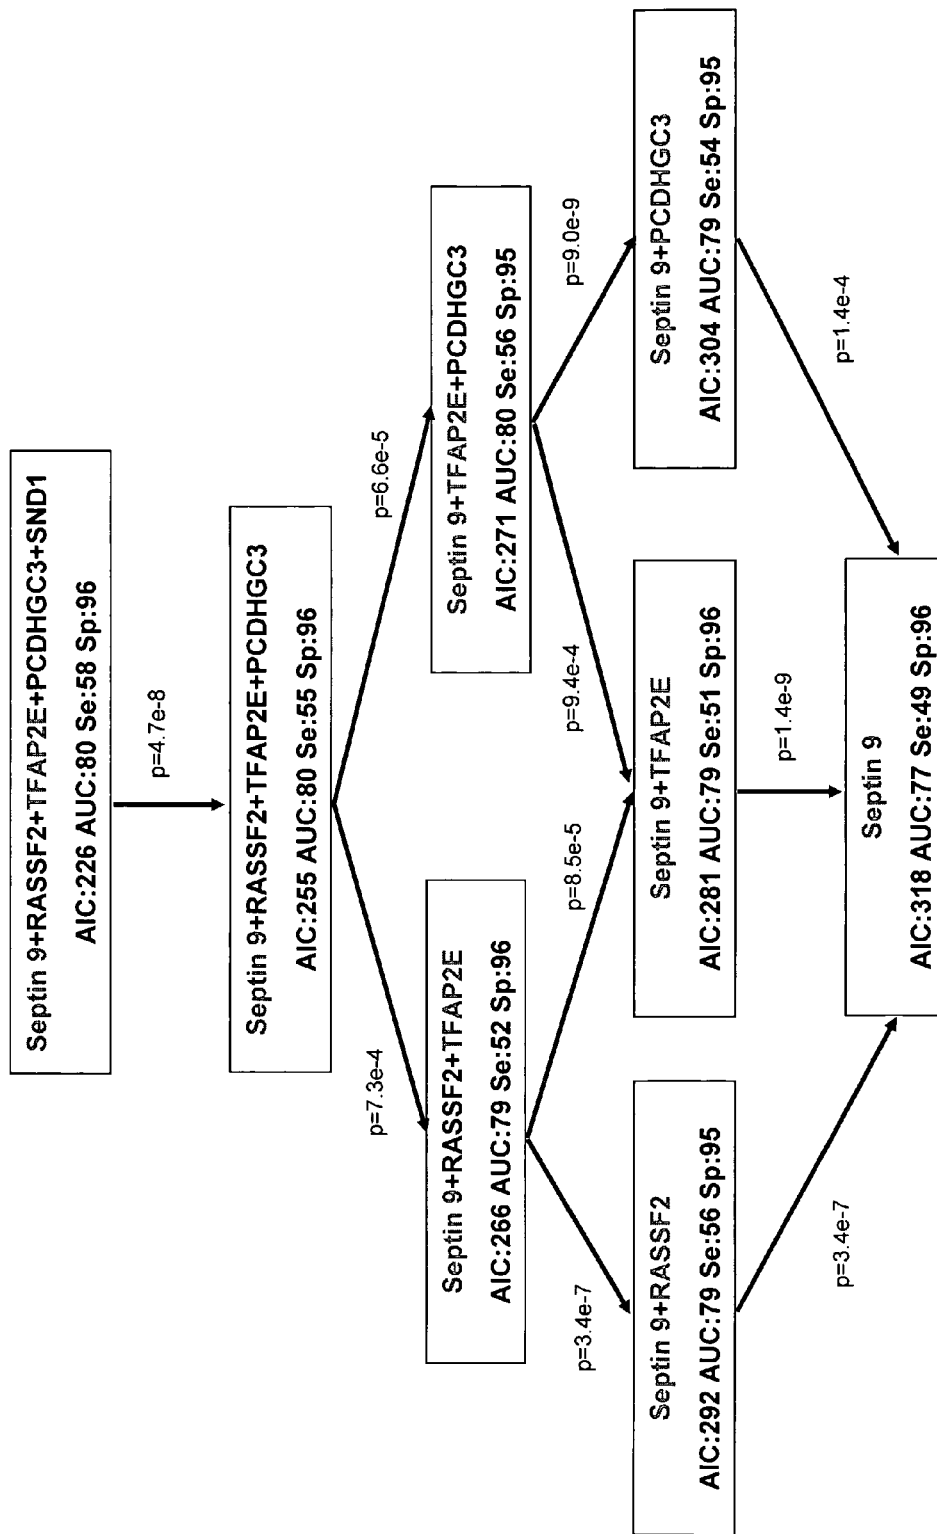 Septin 9+RASSF2+TFAP2E+PCDHGC3+SND1
AIC:226 AUC:80 Se:58 Sp:96
p=4.7e-8
Septin 9+RASSF2+TFAP2E+PCDHGC3
AIC:255 AUC:80 Se:55 Sp:96
p=7.3e-4
p=6.6e-5
Septin 9+RASSF2+TFAP2E
AIC:266 AUC:79 Se:52 Sp:96
Septin 9+TFAP2E+PCDHGC3
AIC:271 AUC:80 Se:56 Sp:95
p=3.4e-7
p=8.5e-5
p=9.4e-4
p=9.0e-9
Septin 9+RASSF2
AIC:292 AUC:79 Se:56 Sp:95
Septin 9+TFAP2E
AIC:281 AUC:79 Se:51 Sp:96
Septin 9+PCDHGC3
AIC:304 AUC:79 Se:54 Sp:95
p=3.4e-7
p=1.4e-9
p=1.4e-4
Septin 9
AIC:318 AUC:77 Se:49 Sp:96